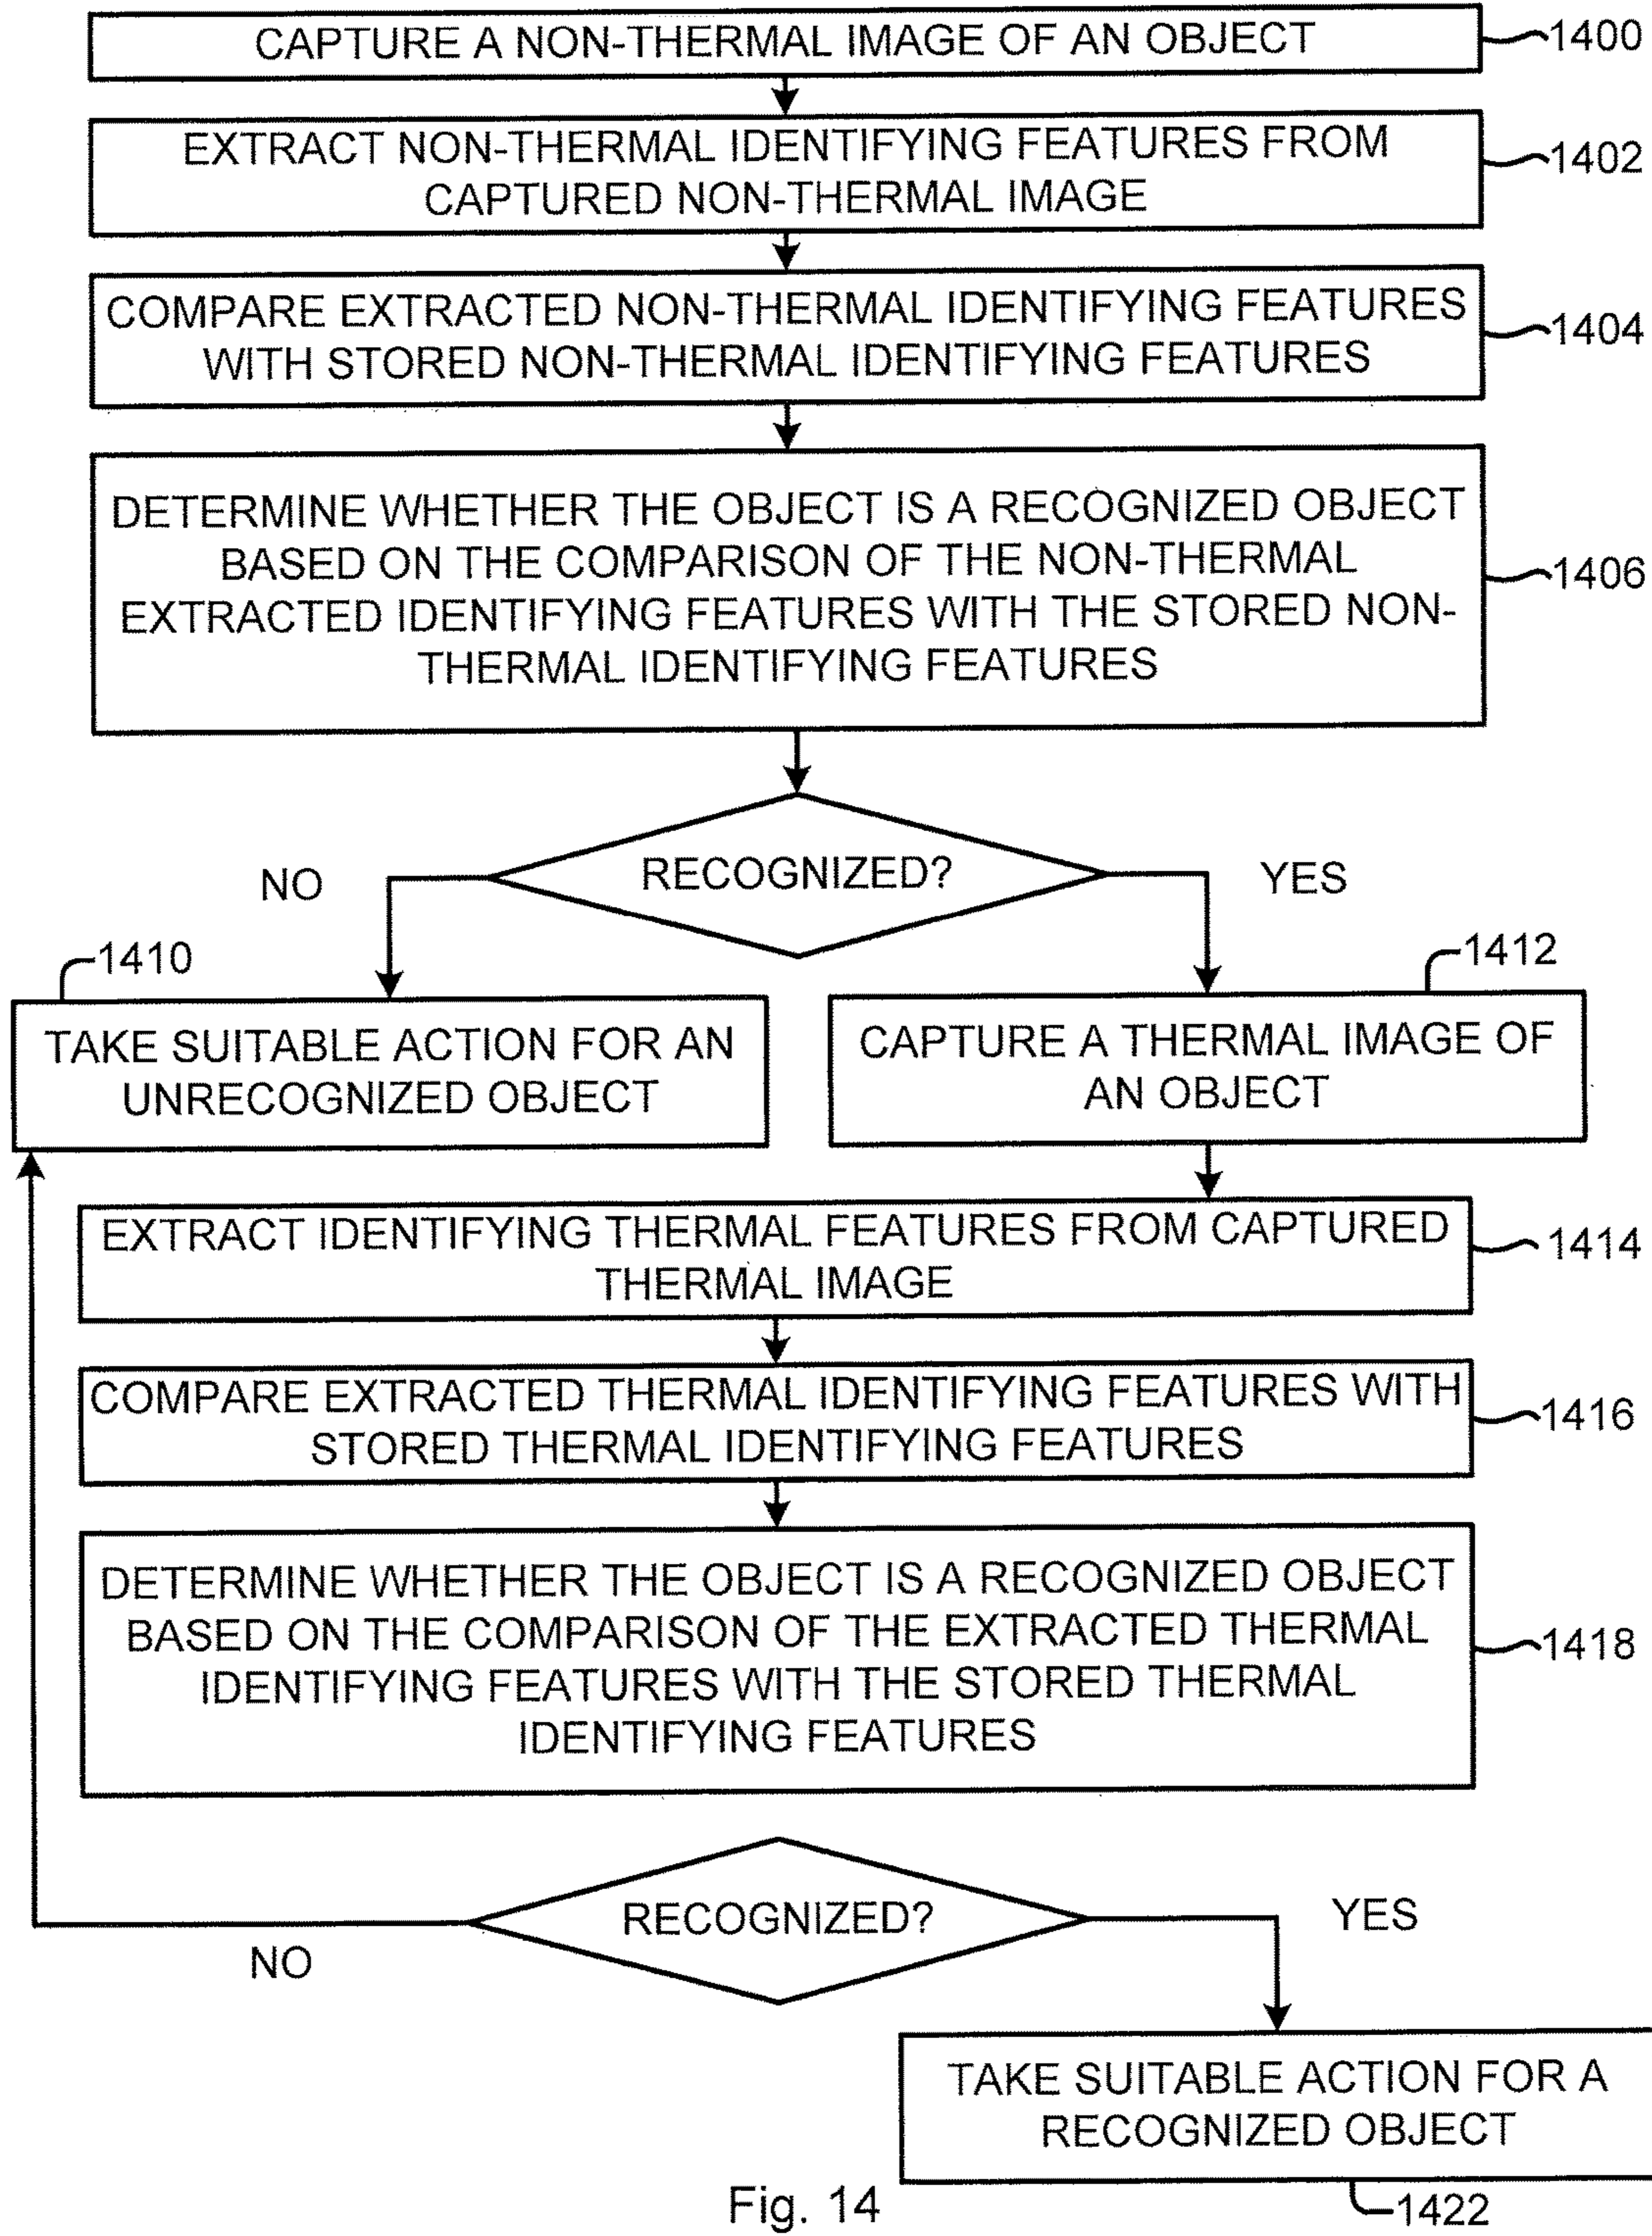 CAPTURE A NON-THERMAL IMAGE OF AN OBJECT
1400
EXTRACT NON-THERMAL IDENTIFYING FEATURES FROM
CAPTURED NON-THERMAL IMAGE
1402
COMPARE EXTRACTED NON-THERMAL IDENTIFYING FEATURES
WITH STORED NON-THERMAL IDENTIFYING FEATURES
1404
DETERMINE WHETHER THE OBJECT IS A RECOGNIZED OBJECT
BASED ON THE COMPARISON OF THE NON-THERMAL
EXTRACTED IDENTIFYING FEATURES WITH THE STORED NON-
THERMAL IDENTIFYING FEATURES
1406
RECOGNIZED?
NO
YES
1410
1412
TAKE SUITABLE ACTION FOR AN
UNRECOGNIZED OBJECT
CAPTURE A THERMAL IMAGE OF
AN OBJECT
EXTRACT IDENTIFYING THERMAL FEATURES FROM CAPTURED
THERMAL IMAGE
1414
COMPARE EXTRACTED THERMAL IDENTIFYING FEATURES WITH
STORED THERMAL IDENTIFYING FEATURES
1416
DETERMINE WHETHER THE OBJECT IS A RECOGNIZED OBJECT
BASED ON THE COMPARISON OF THE EXTRACTED THERMAL
IDENTIFYING FEATURES WITH THE STORED THERMAL
IDENTIFYING FEATURES
1418
RECOGNIZED?
YES
NO
TAKE SUITABLE ACTION FOR A
RECOGNIZED OBJECT
1422
Fig. 14